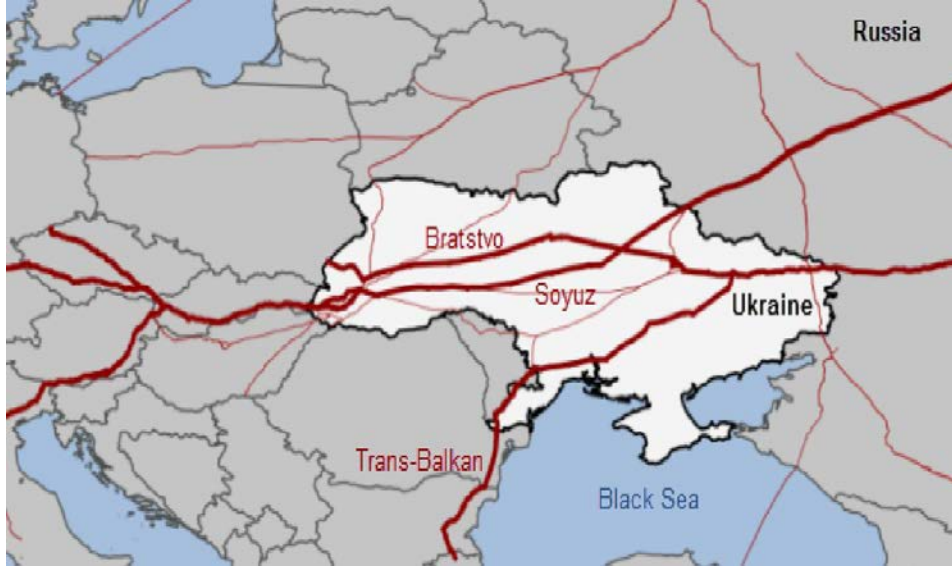 Russia
Bratstvo
Soyuz
Ukraine
Trans-Balkan
Black Sea